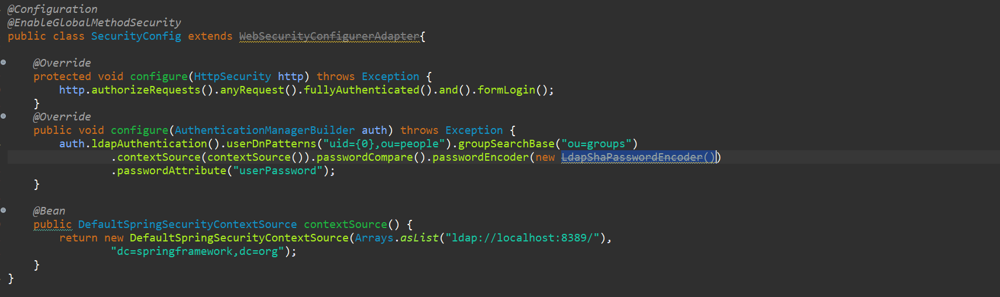 @Configuration
@EnableGlobalMethodSecurity
public class SecurityConfig extends WebSecurityConfigurerAdapter{
@Override
protected void configure(HttpSecurity http) throws Exception {
http.authorizeRequests().anyRequest().fullyAuthenticated().and().formLogin();
}
@Override
public void configure(AuthenticationManagerBuilder auth) throws Exception {
auth.ldapAuthentication().userDnPatterns("uid={0},ou=people").groupSearchBase("ou=groups")
.contextSource(contextSource()).passwordCompare().passwordEncoder(new LdapShaPasswordEncoder())
.passwordAttribute("userPassword");
}
@Bean
public DefaultSpringSecurityContextSource contextSource() {
return new DefaultSpringSecurityContextSource(Arrays.asList("ldap://localhost:8389/"),
"dc=springframework,dc=org");
}
}